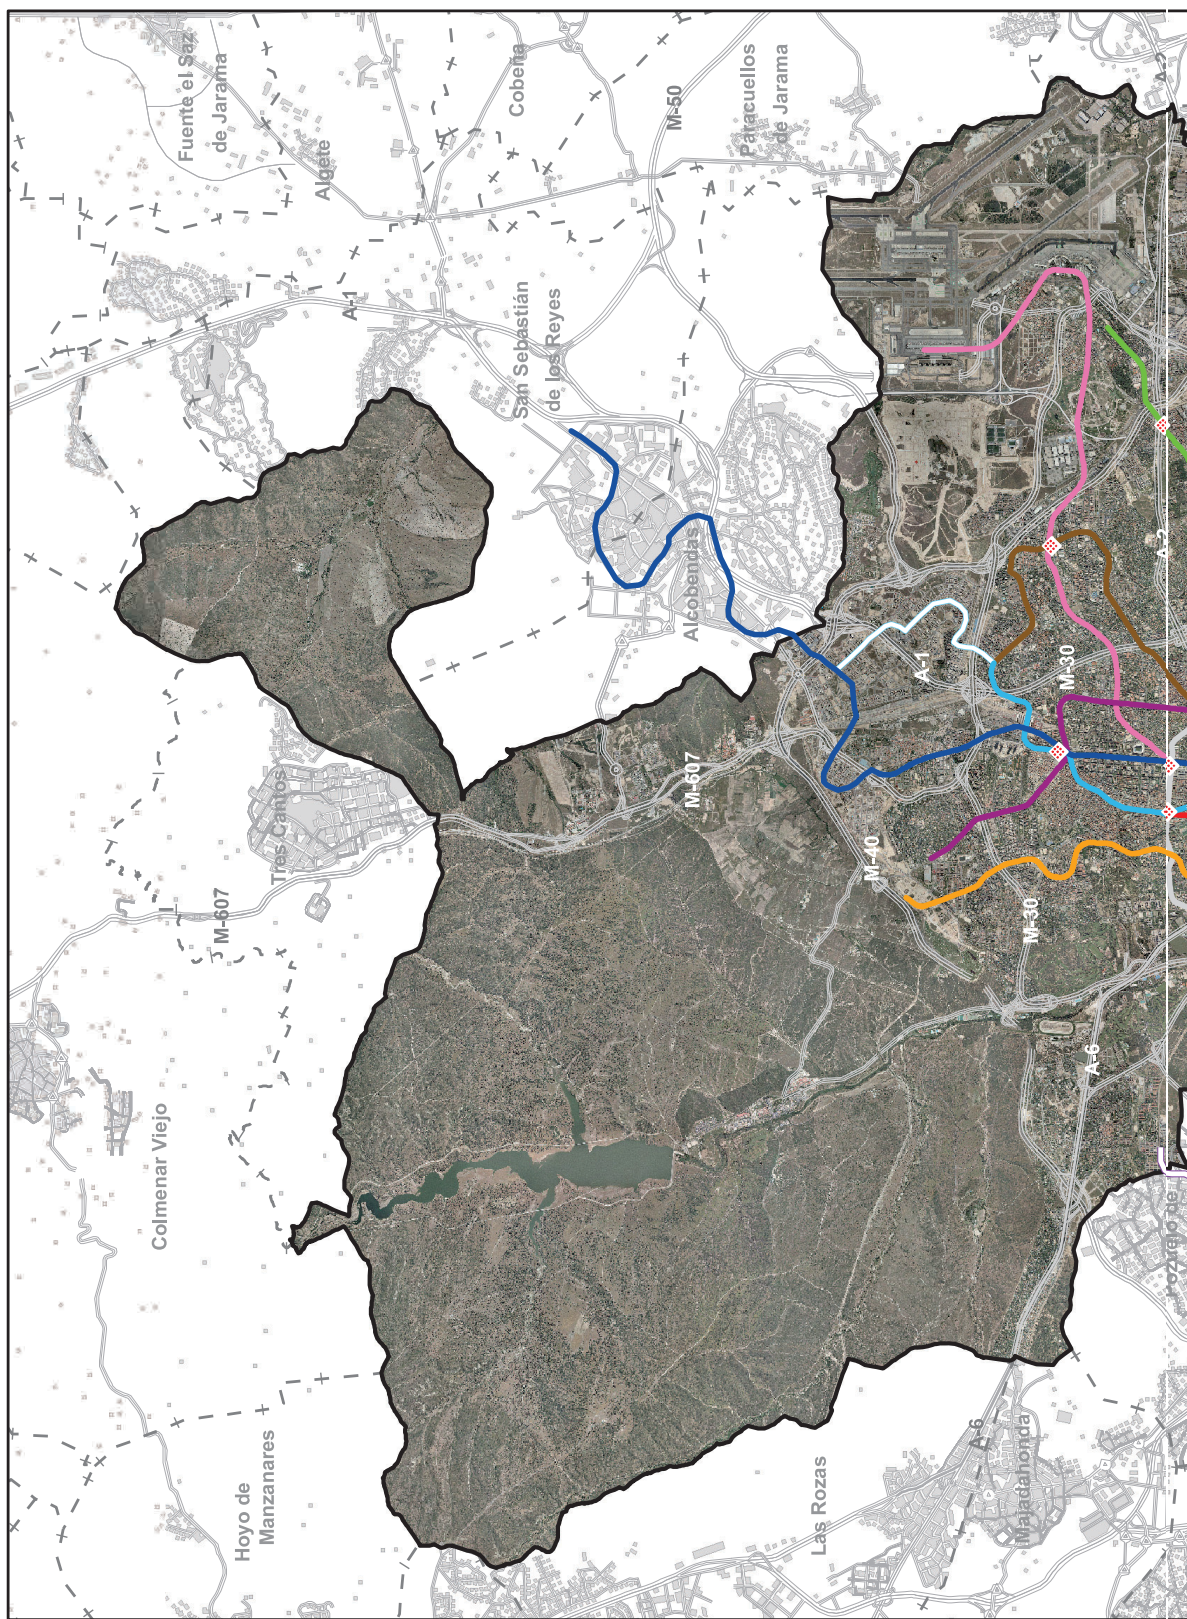 Fuente el Saz
de Jarama
Algete
Cobeña
M-50
Paracuellos
de Jarama
A-2
A-1
San Sebastián
de los Reyes
Alcobendas
A-2
A-1
M-30
Tres Cantos
M-607
M-607
M-40
M-30
A-6
Colmenar Viejo
Pozuelo de
Hoyo de
Manzanares
Las Rozas
A-6
Majadahonda